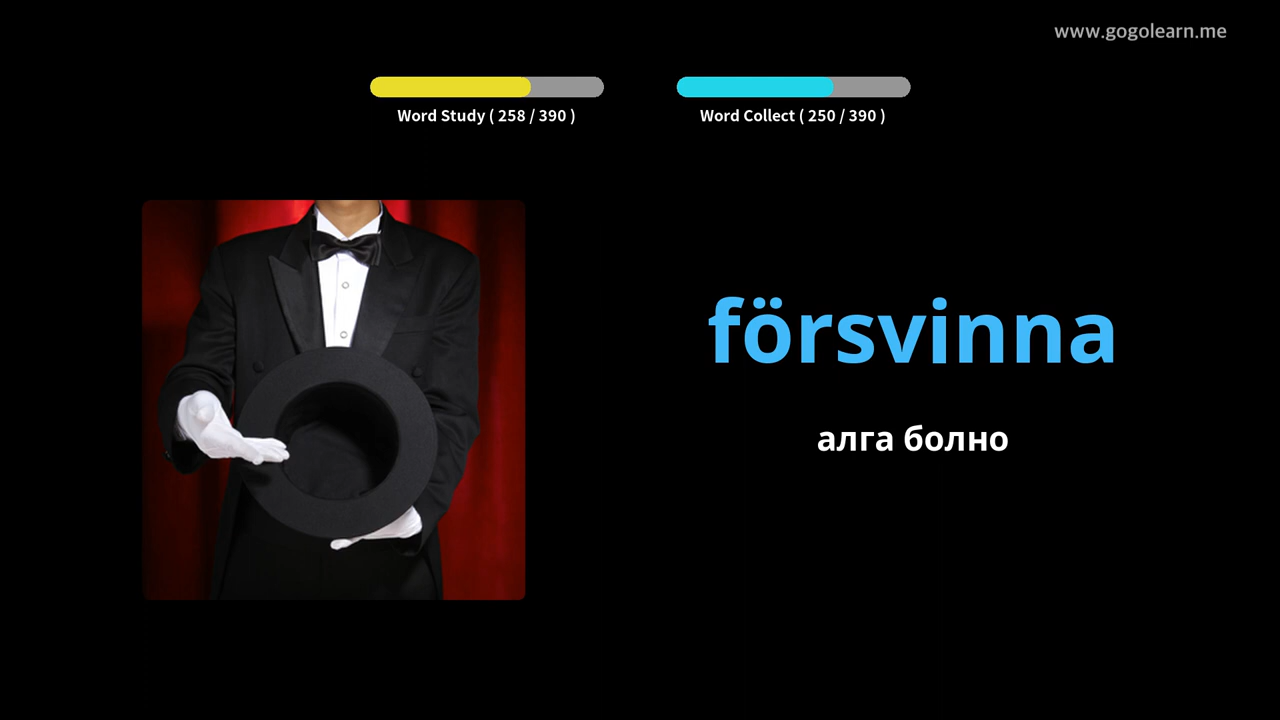 www.gogolearn.me
Word Study ( 258 / 390 )
Word Collect ( 250 / 390 )
försvinna
алга болно